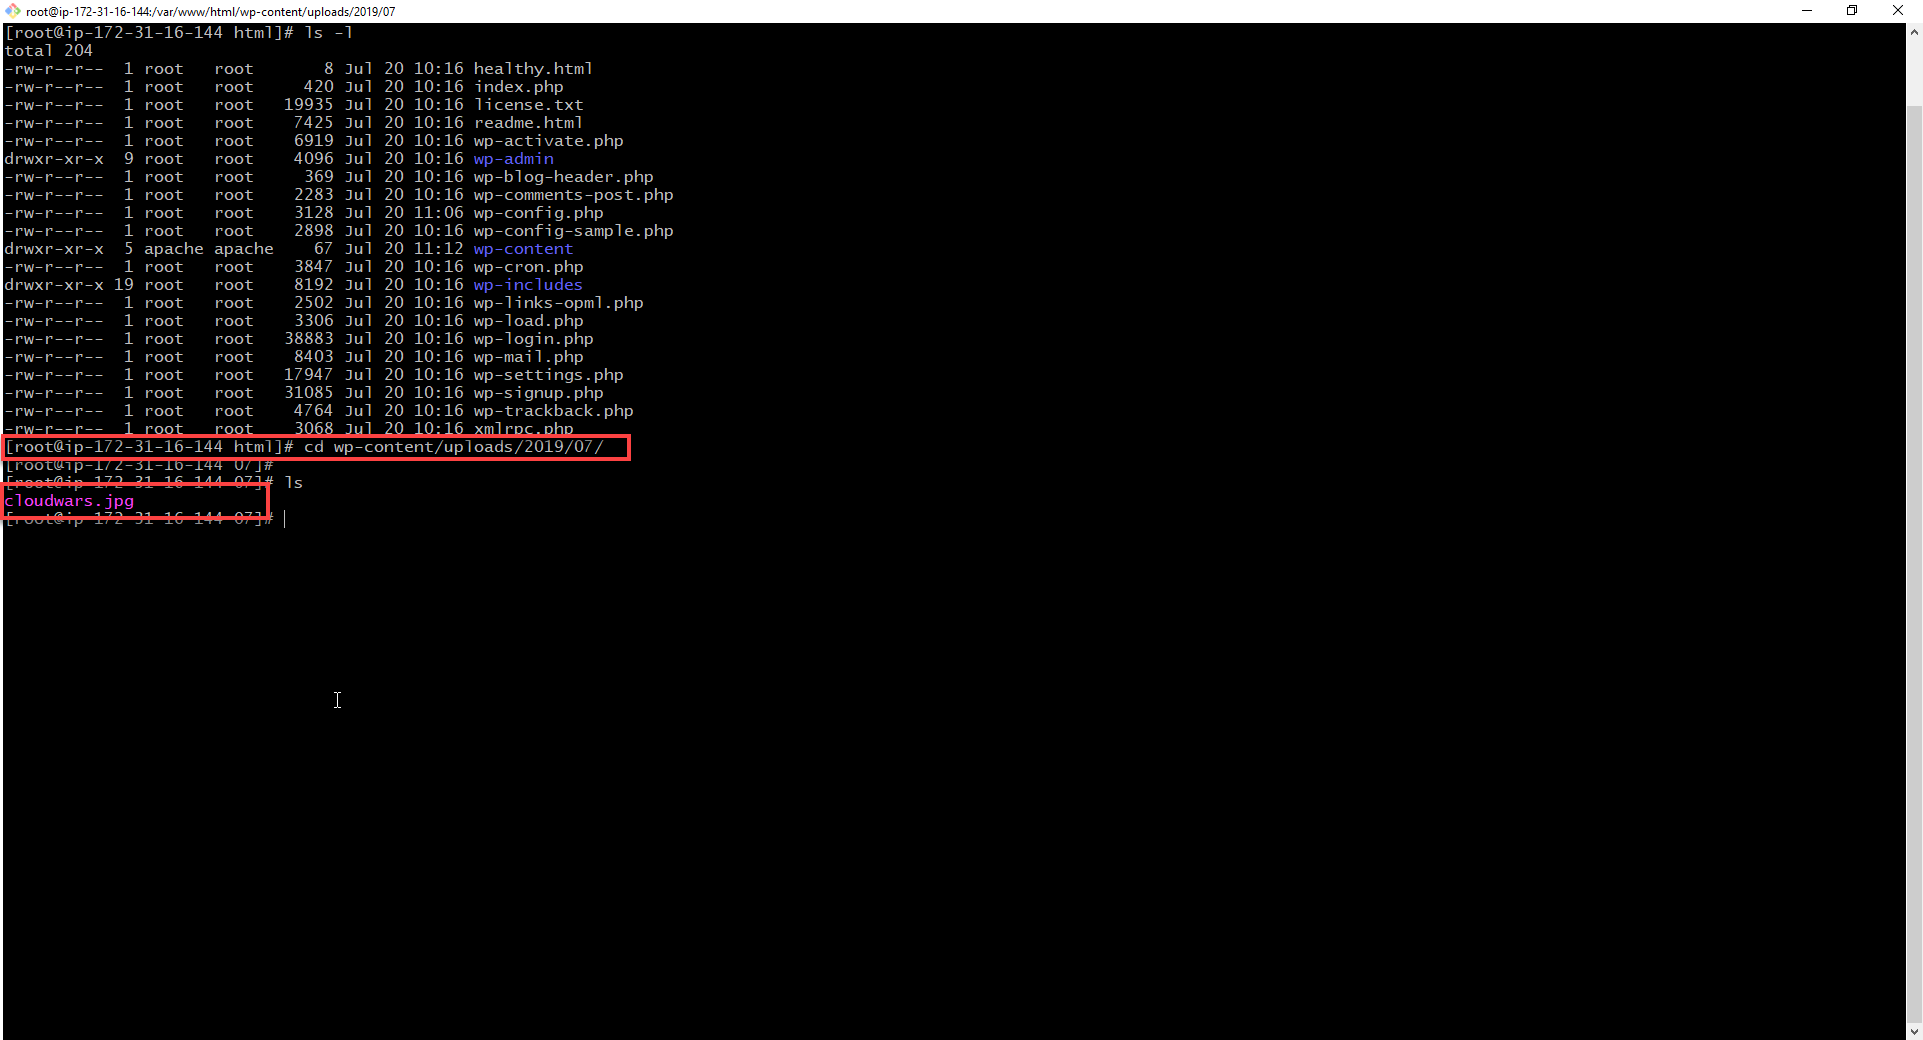 root@ip-172-31-16-144:/var/www/html/wp-content/uploads/2019/07
[root@ip-172-31-16-144 html]# ls -l
total 204
-rw-r--r--  1 root   root       8 Jul 20 10:16 healthy.html
-rw-r--r--  1 root   root     420 Jul 20 10:16 index.php
-rw-r--r--  1 root   root   19935 Jul 20 10:16 license.txt
-rw-r--r--  1 root   root    7425 Jul 20 10:16 readme.html
-rw-r--r--  1 root   root    6919 Jul 20 10:16 wp-activate.php
drwxr-xr-x  9 root   root    4096 Jul 20 10:16 wp-admin
-rw-r--r--  1 root   root     369 Jul 20 10:16 wp-blog-header.php
-rw-r--r--  1 root   root    2283 Jul 20 10:16 wp-comments-post.php
-rw-r--r--  1 root   root    3128 Jul 20 11:06 wp-config.php
-rw-r--r--  1 root   root    2898 Jul 20 10:16 wp-config-sample.php
drwxr-xr-x  5 apache apache    67 Jul 20 11:12 wp-content
-rw-r--r--  1 root   root    3847 Jul 20 10:16 wp-cron.php
drwxr-xr-x 19 root   root    8192 Jul 20 10:16 wp-includes
-rw-r--r--  1 root   root    2502 Jul 20 10:16 wp-links-opml.php
-rw-r--r--  1 root   root    3306 Jul 20 10:16 wp-load.php
-rw-r--r--  1 root   root   38883 Jul 20 10:16 wp-login.php
-rw-r--r--  1 root   root    8403 Jul 20 10:16 wp-mail.php
-rw-r--r--  1 root   root   17947 Jul 20 10:16 wp-settings.php
-rw-r--r--  1 root   root   31085 Jul 20 10:16 wp-signup.php
-rw-r--r--  1 root   root    4764 Jul 20 10:16 wp-trackback.php
-rw-r--r--  1 root   root    3068 Jul 20 10:16 xmlrpc.php
[root@ip-172-31-16-144 html]# cd wp-content/uploads/2019/07/
[root@ip-172-31-16-144 07]#
[root@ip-172-31-16-144 07]# ls
cloudwars.jpg
[root@ip-172-31-16-144 07]#